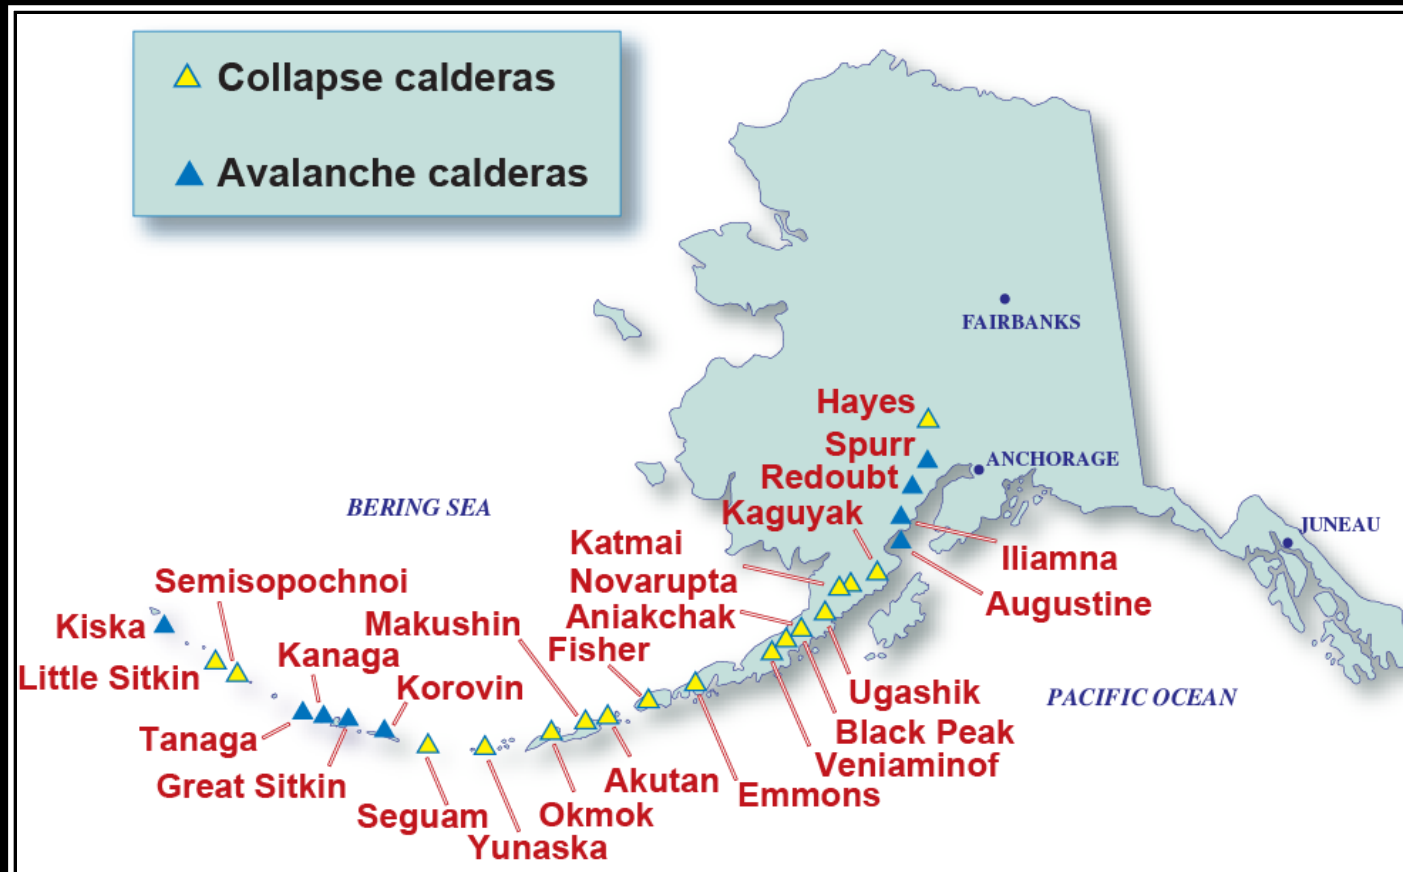 Collapse calderas
Avalanche calderas
FAIRBANKS
Hayes
Spurr
ANCHORAGE
Redoubt
BERING SEA
Kaguyak
JUNEAU
Katmai
Iliamna
Semisopochnoi
Novarupta
Augustine
Kiska
Makushin
Aniakchak
Kanaga
Fisher
Little Sitkin
Korovin
Ugashik
PACIFIC OCEAN
Tanaga
Black Peak
Veniaminof
Great Sitkin
Akutan
Emmons
Seguam
Okmok
Yunaska